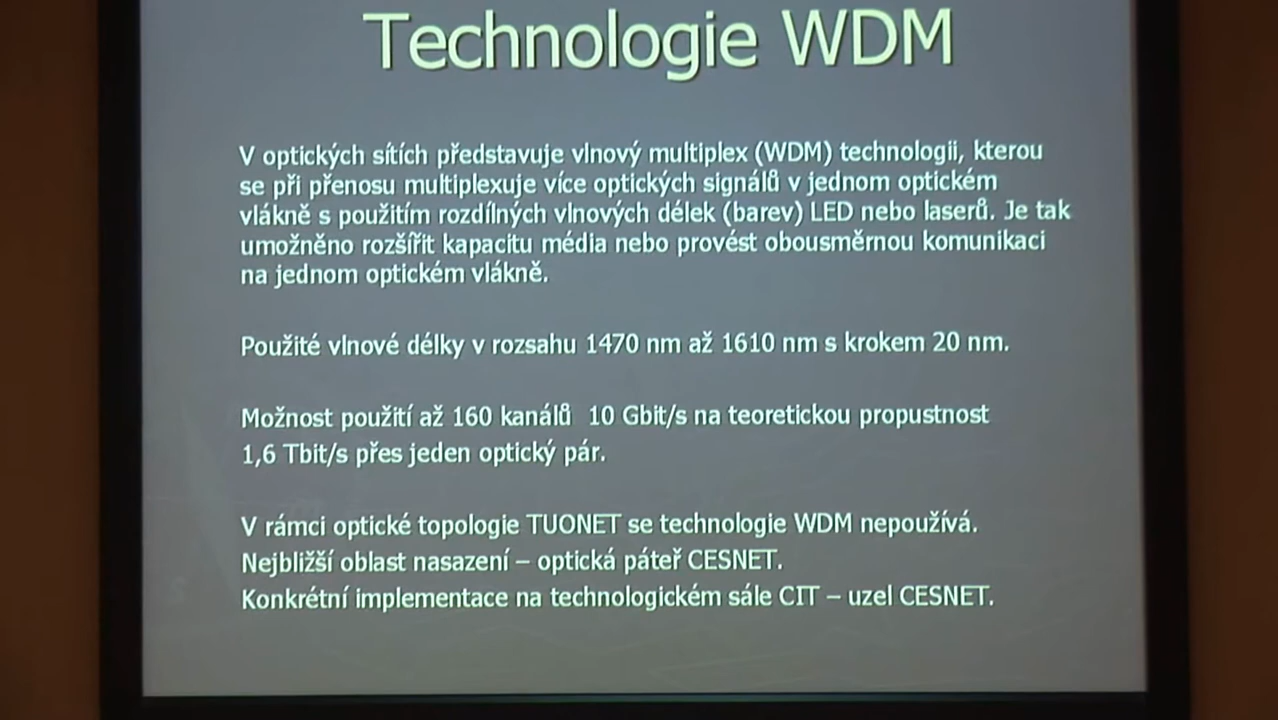 Technologie WDM
V optických sítích představuje vlnový multiplex (WDM) technologii, kterou
se při přenosu multiplexuje více optických signálů v jednom optickém
vlákně s použitím rozdílných vlnových délek (barev) LED nebo laserů. Je tak
umožněno rozšířit kapacitu média nebo provést obousměrnou komunikaci
na jednom optickém vlákně.
Použité vlnové délky v rozsahu 1470 nm až 1610 nm s krokem 20 nm.
Možnost použití až 160 kanálů 10 Gbit/s na teoretickou propustnost
1,6 Tbit/s přes jeden optický pár.
V rámci optické topologie TUONET se technologie WDM nepoužívá.
Nejbližší oblast nasazení – optická páteř CESNET.
Konkrétní implementace na technologickém sále CIT – uzel CESNET.